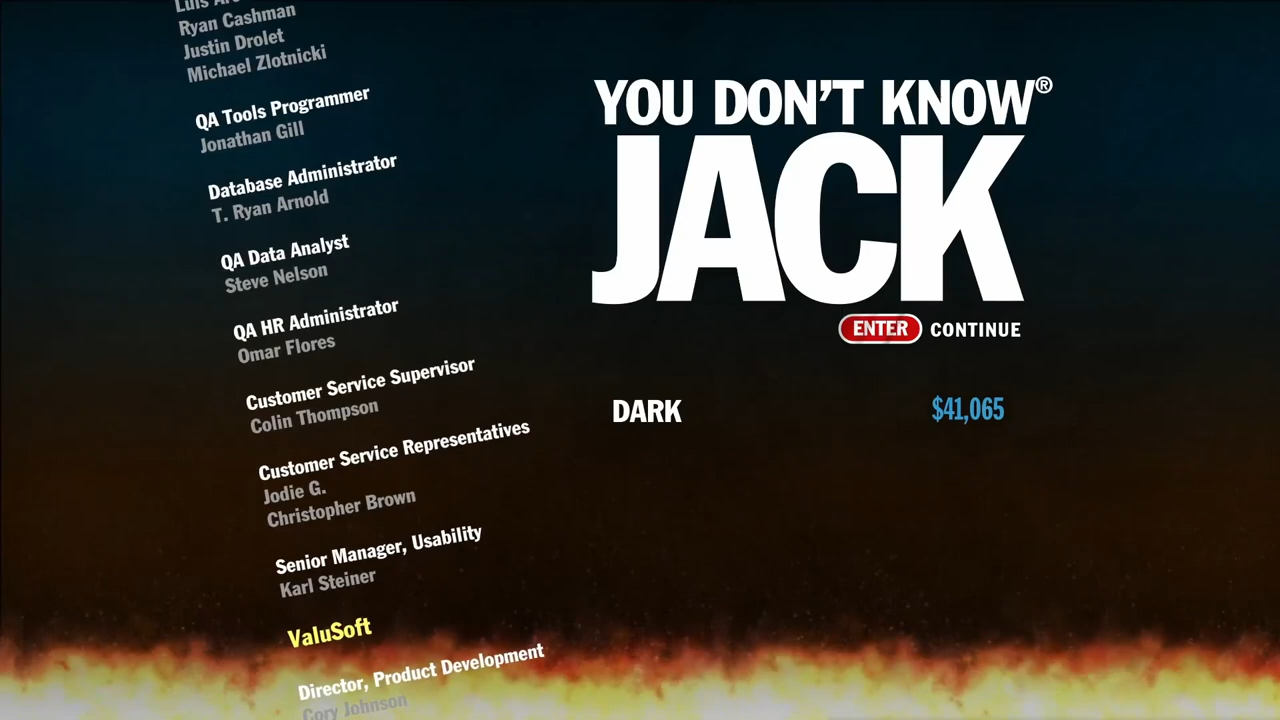 Ryan Cashman
Justin Drolet
Michael Zlotnicki
QA Tools Programmer
Jonathan Gill
Database Administrator
T. Ryan Arnold
QA Data Analyst
Steve Nelson
QA HR Administrator
Omar Flores
Customer Service Supervisor
Colin Thompson
Customer Service Representatives
Jodie G.
Christopher Brown
Senior Manager, Usability
Karl Steiner
ValuSoft
Director, Product Development
Cory Johnson
YOU DON'T KNOW®
JACK
ENTER CONTINUE
DARK $41,065